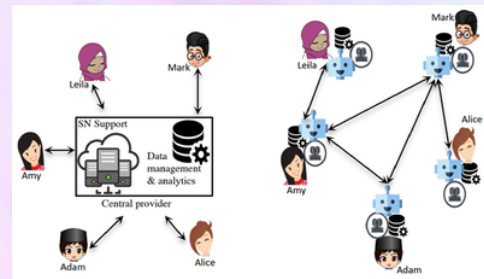 Leila
Mark
SN Support
Data
management
& analytics
Amy
Central provider
Adam
Alice
Mark
Leila
Alice
Amy
Adam